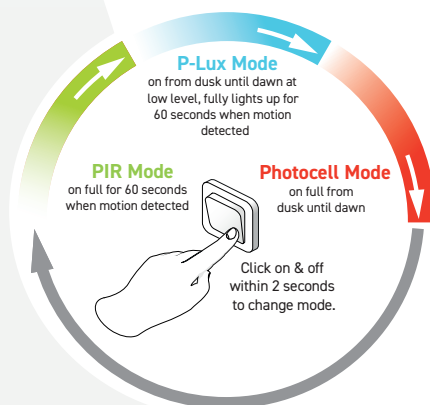 P-Lux Mode
on from dusk until dawn at
low level, fully lights up for
60 seconds when motion
detected
PIR Mode
on full for 60 seconds
when motion detected
Photocell Mode
on full from
dusk until dawn
Click on & off
within 2 seconds
to change mode.